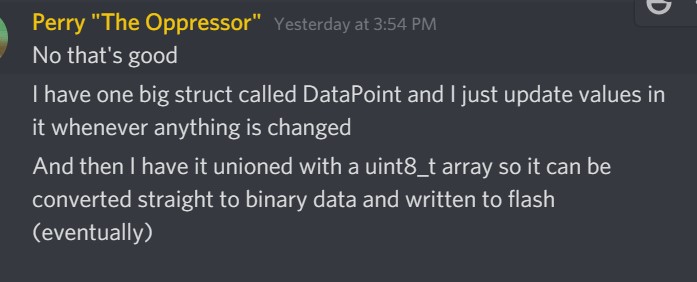 Perry "The Oppressor" Yesterday at 3:54 PM
No that's good
I have one big struct called DataPoint and I just update values in
it whenever anything is changed
And then I have it unioned with a uint8_t array so it can be
converted straight to binary data and written to flash
(eventually)